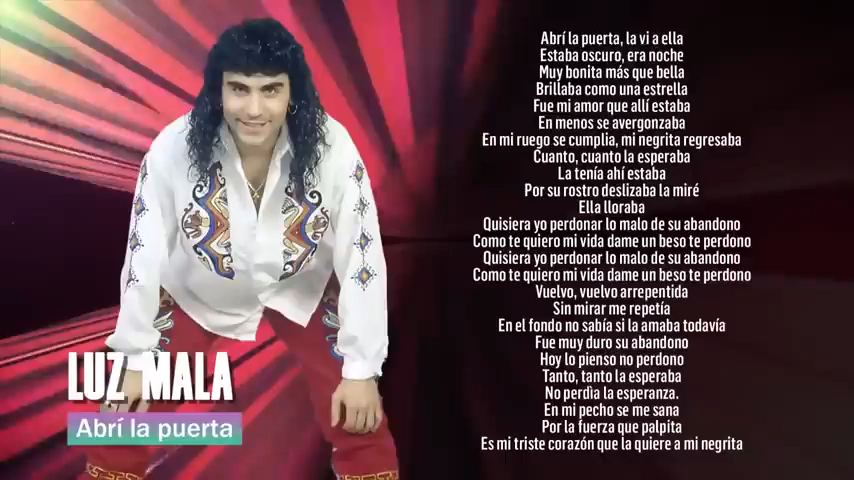 Abrí la puerta, la vi a ella
Estaba oscuro, era noche
Muy bonita más que bella
Brillaba como una estrella
Fue mi amor que allí estaba
En menos se avergonzaba
En mi ruego se cumplia, mi negrita regresaba
Cuanto, cuanto la esperaba
La tenía ahí estaba
Por su rostro deslizaba la miré
Ella lloraba
Quisiera yo perdonar lo malo de su abandono
Como te quiero mi vida dame un beso te perdono
Quisiera yo perdonar lo malo de su abandono
Como te quiero mi vida dame un beso te perdono
Vuelvo, vuelvo arrepentida
Sin mirar me repetía
En el fondo no sabía si la amaba todavía
Fue muy duro su abandono
Hoy lo pienso no perdono
Tanto, tanto la esperaba
No perdìa la esperanza.
En mi pecho se me sana
Por la fuerza que palpita
Es mi triste corazón que la quiere a mi negrita
LUZ MALA
Abrí la puerta